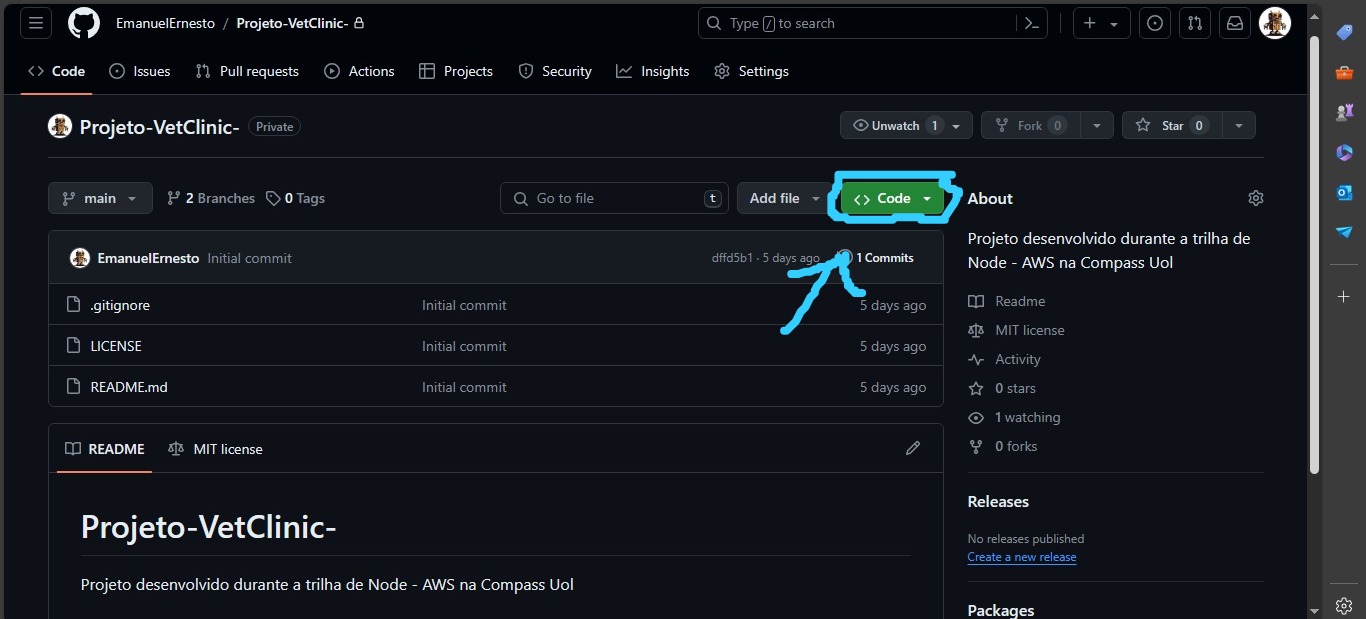 EmanuelErnesto / Projeto-VetClinic-
Type / to search
Code Issues Pull requests Actions Projects Security Insights Settings
Projeto-VetClinic- Private
Unwatch 1 Fork 0 Star 0
main 2 Branches 0 Tags
Go to file t
Add file Code
EmanuelErnesto Initial commit dffd5b1 · 5 days ago 1 Commits
.gitignore Initial commit 5 days ago
LICENSE Initial commit 5 days ago
README.md Initial commit 5 days ago
README MIT license
Projeto-VetClinic-
Projeto desenvolvido durante a trilha de Node - AWS na Compass Uol
About
Projeto desenvolvido durante a trilha de
Node - AWS na Compass Uol
Readme
MIT license
Activity
0 stars
1 watching
0 forks
Releases
No releases published
Create a new release
Packages